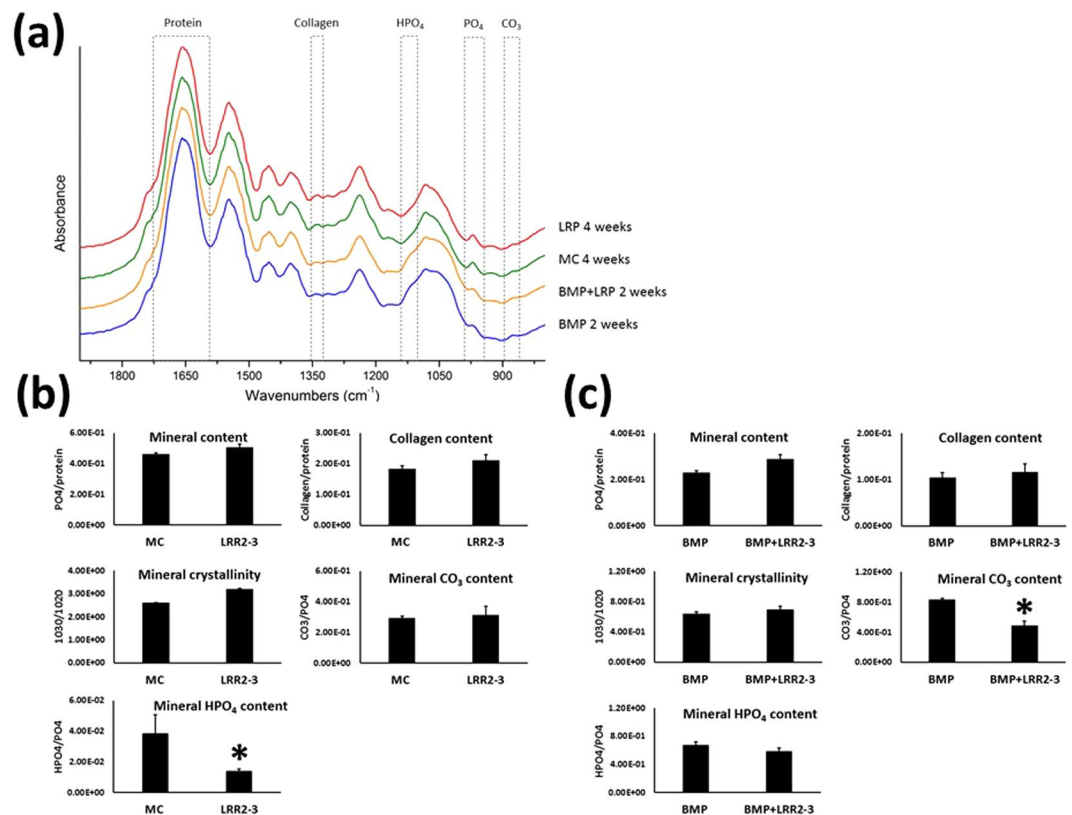 (a)
Protein Collagen HPO₄ PO₄ CO₃
Absorbance
LRP 4 weeks
MC 4 weeks
BMP+LRP 2 weeks
BMP 2 weeks
1800 1650 1500 1350 1200 1050 900
Wavenumbers (cm⁻¹)
(b)
Mineral content
PO4/protein
6.00E-01
4.00E-01
2.00E-01
0.00E+00
MC LRR2-3
Collagen content
Collagen/protein
3.00E-01
2.00E-01
1.00E-01
0.00E+00
MC LRR2-3
Mineral crystallinity
1030/1020
4.00E+00
3.00E+00
2.00E+00
1.00E+00
0.00E+00
MC LRR2-3
Mineral CO₃ content
CO3/PO4
6.00E-01
4.00E-01
2.00E-01
0.00E+00
MC LRR2-3
Mineral HPO₄ content
HPO4/PO4
6.00E-02
4.00E-02
2.00E-02
0.00E+00
*
MC LRR2-3
(c)
Mineral content
PO4/protein
4.00E-01
2.00E-01
0.00E+00
BMP BMP+LRR2-3
Collagen content
Collagen/protein
2.00E-01
1.00E-01
0.00E+00
BMP BMP+LRR2-3
Mineral crystallinity
1030/1020
1.20E+00
8.00E-01
4.00E-01
0.00E+00
BMP BMP+LRR2-3
Mineral CO₃ content
CO3/PO4
1.20E+00
8.00E-01
4.00E-01
0.00E+00
*
BMP BMP+LRR2-3
Mineral HPO₄ content
HPO4/PO4
1.20E+00
8.00E-01
4.00E-01
0.00E+00
BMP BMP+LRR2-3